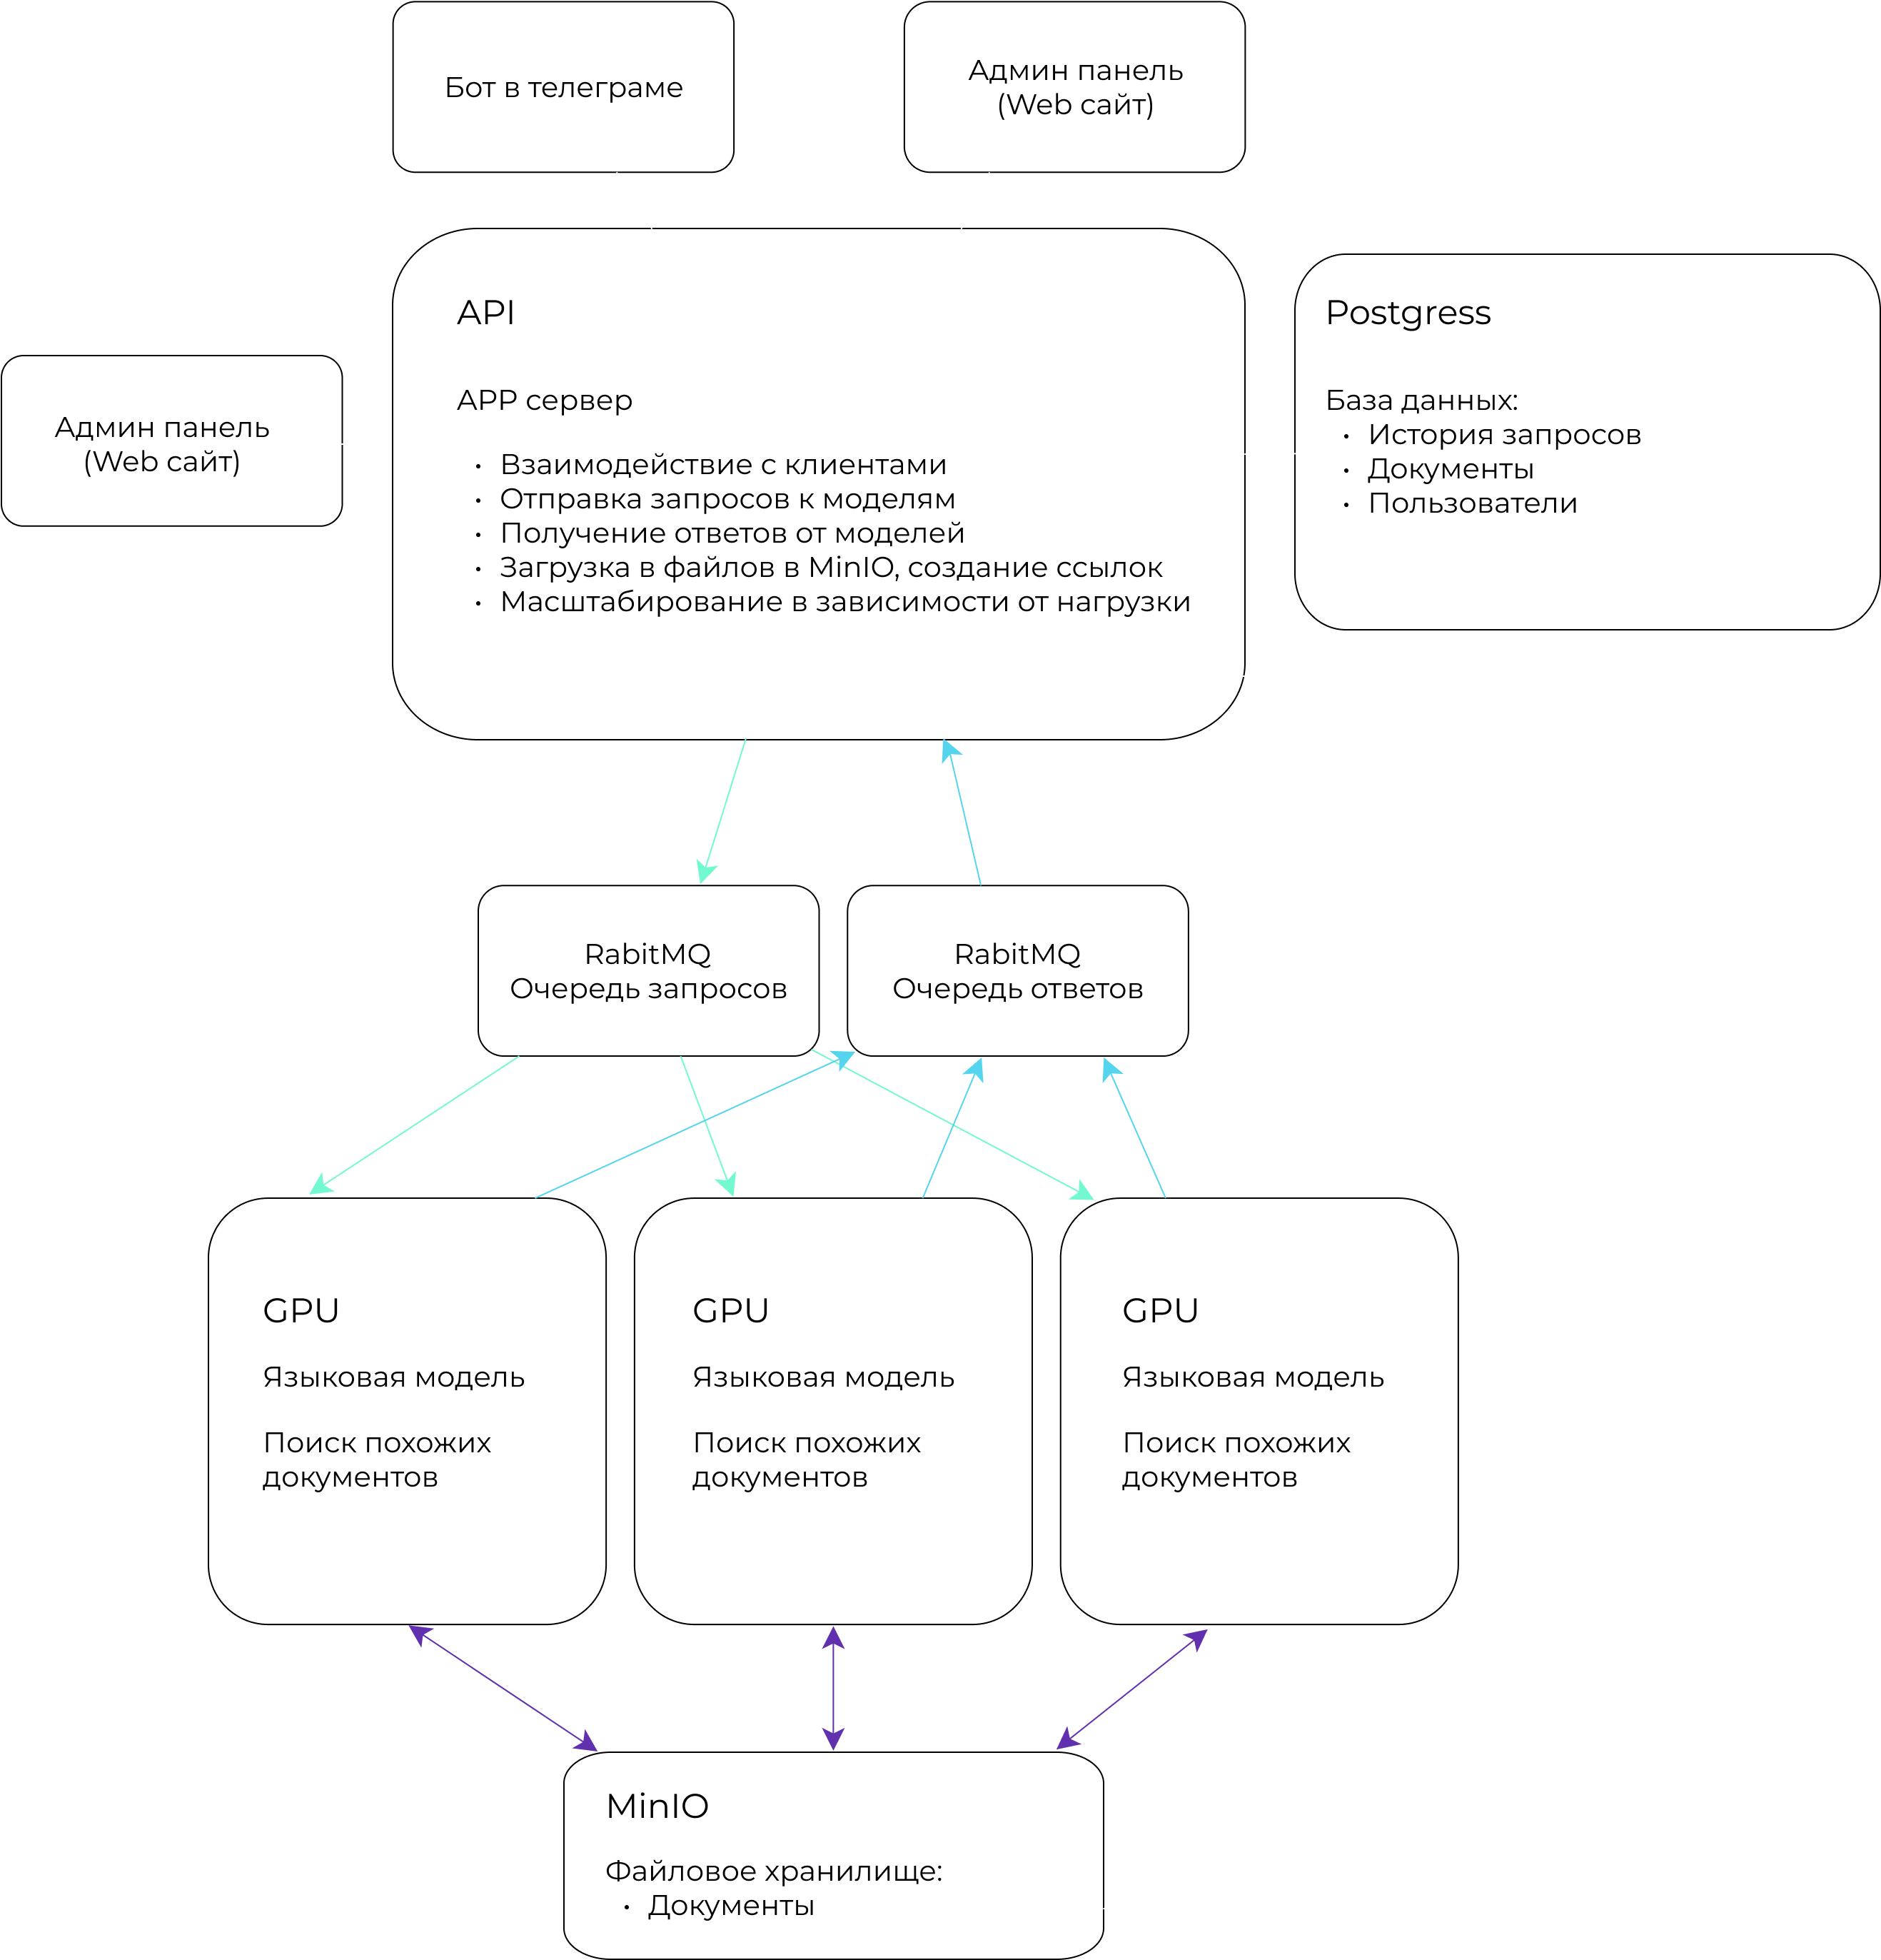 Бот в телеграме
Админ панель
(Web сайт)
API
APP сервер
• Взаимодействие с клиентами
• Отправка запросов к моделям
• Получение ответов от моделей
• Загрузка в файлов в MinIO, создание ссылок
• Масштабирование в зависимости от нагрузки
Postgress
База данных:
• История запросов
• Документы
• Пользователи
Админ панель
(Web сайт)
RabitMQ
Очередь запросов
RabitMQ
Очередь ответов
GPU
Языковая модель
Поиск похожих
документов
GPU
Языковая модель
Поиск похожих
документов
GPU
Языковая модель
Поиск похожих
документов
MinIO
Файловое хранилище:
• Документы